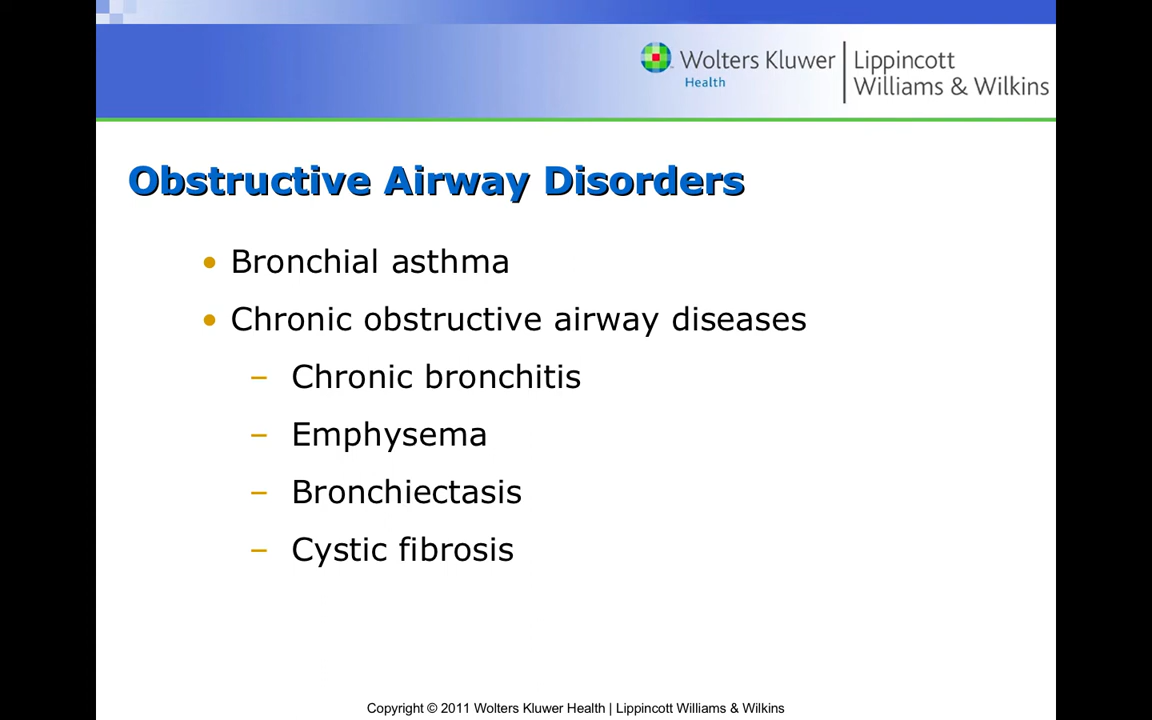 Wolters Kluwer
Health
Lippincott
Williams & Wilkins
Obstructive Airway Disorders
• Bronchial asthma
• Chronic obstructive airway diseases
– Chronic bronchitis
– Emphysema
– Bronchiectasis
– Cystic fibrosis
Copyright © 2011 Wolters Kluwer Health | Lippincott Williams & Wilkins